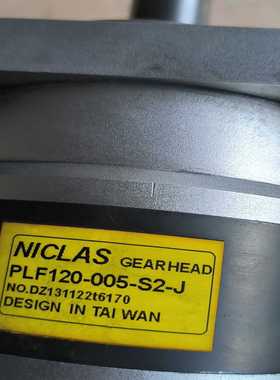 NICLAS GEARHEAD
PLF120-005-S2-J
NO.DZ131122t6170
DESIGN IN TAI WAN